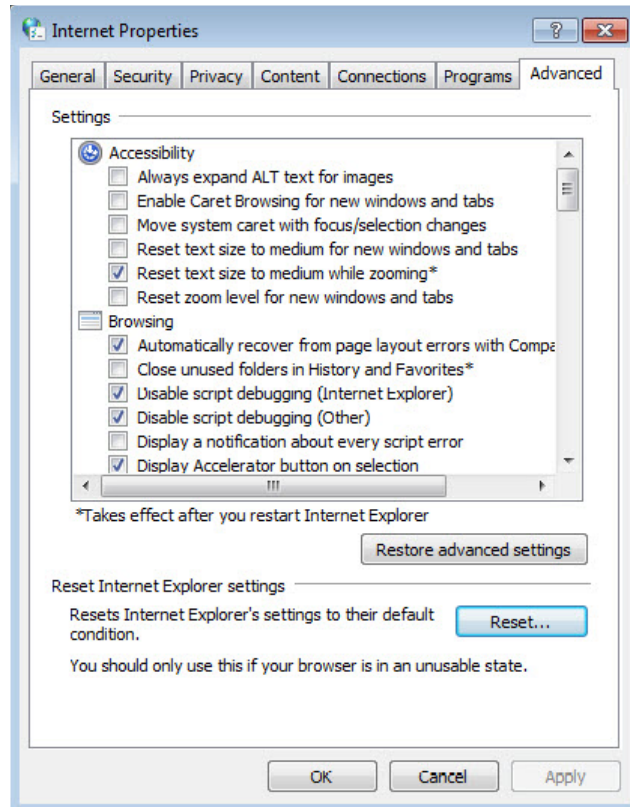 Internet Properties
General Security Privacy Content Connections Programs Advanced
Settings
Accessibility
Always expand ALT text for images
Enable Caret Browsing for new windows and tabs
Move system caret with focus/selection changes
Reset text size to medium for new windows and tabs
Reset text size to medium while zooming*
Reset zoom level for new windows and tabs
Browsing
Automatically recover from page layout errors with Compa
Close unused folders in History and Favorites*
Disable script debugging (Internet Explorer)
Disable script debugging (Other)
Display a notification about every script error
Display Accelerator button on selection
*Takes effect after you restart Internet Explorer
Restore advanced settings
Reset Internet Explorer settings
Resets Internet Explorer's settings to their default
condition.
Reset...
You should only use this if your browser is in an unusable state.
OK Cancel Apply